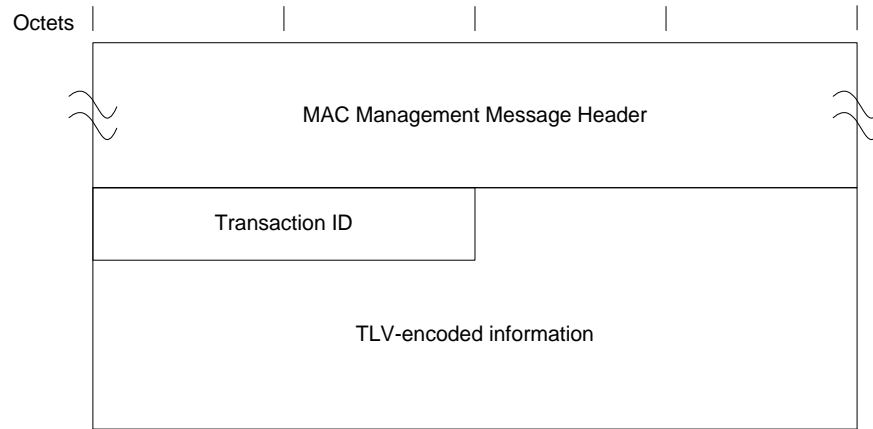 Octets
MAC Management Message Header
Transaction ID
TLV-encoded information